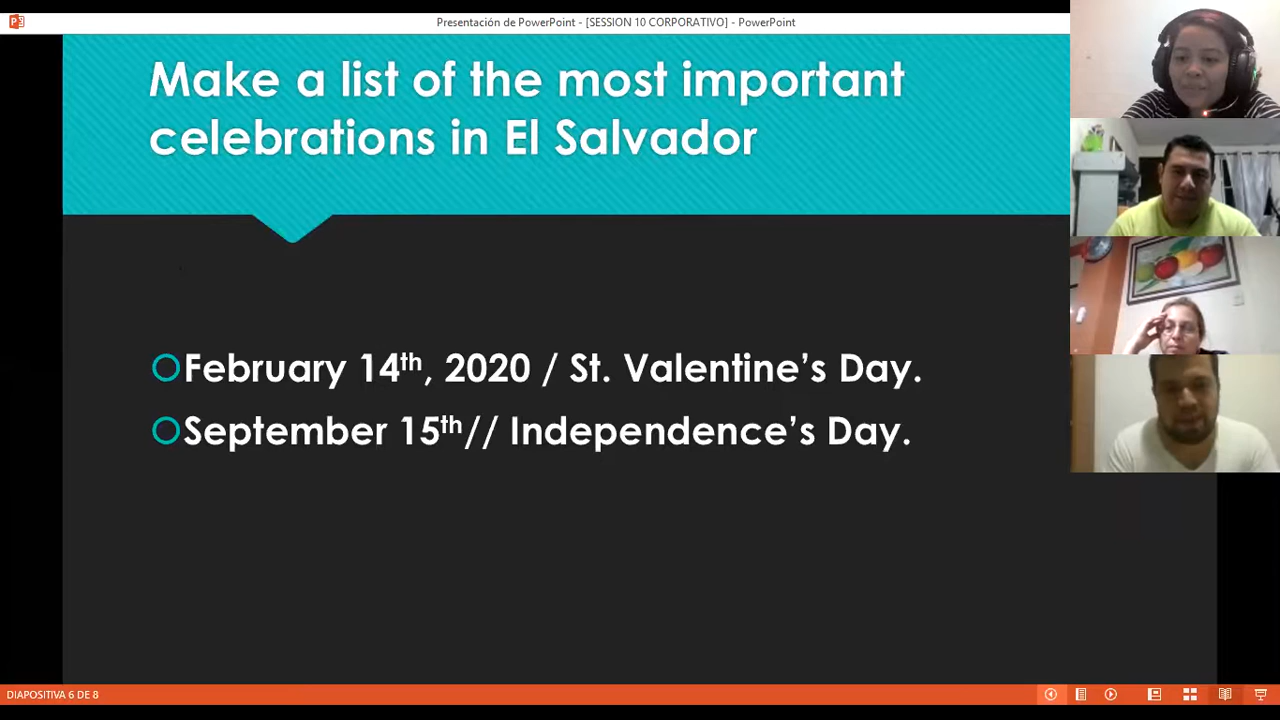 Presentación de PowerPoint - [SESSION 10 CORPORATIVO] - PowerPoint
Make a list of the most important
celebrations in El Salvador
February 14th, 2020 / St. Valentine’s Day.
September 15th// Independence’s Day.
DIAPOSITIVA 6 DE 8